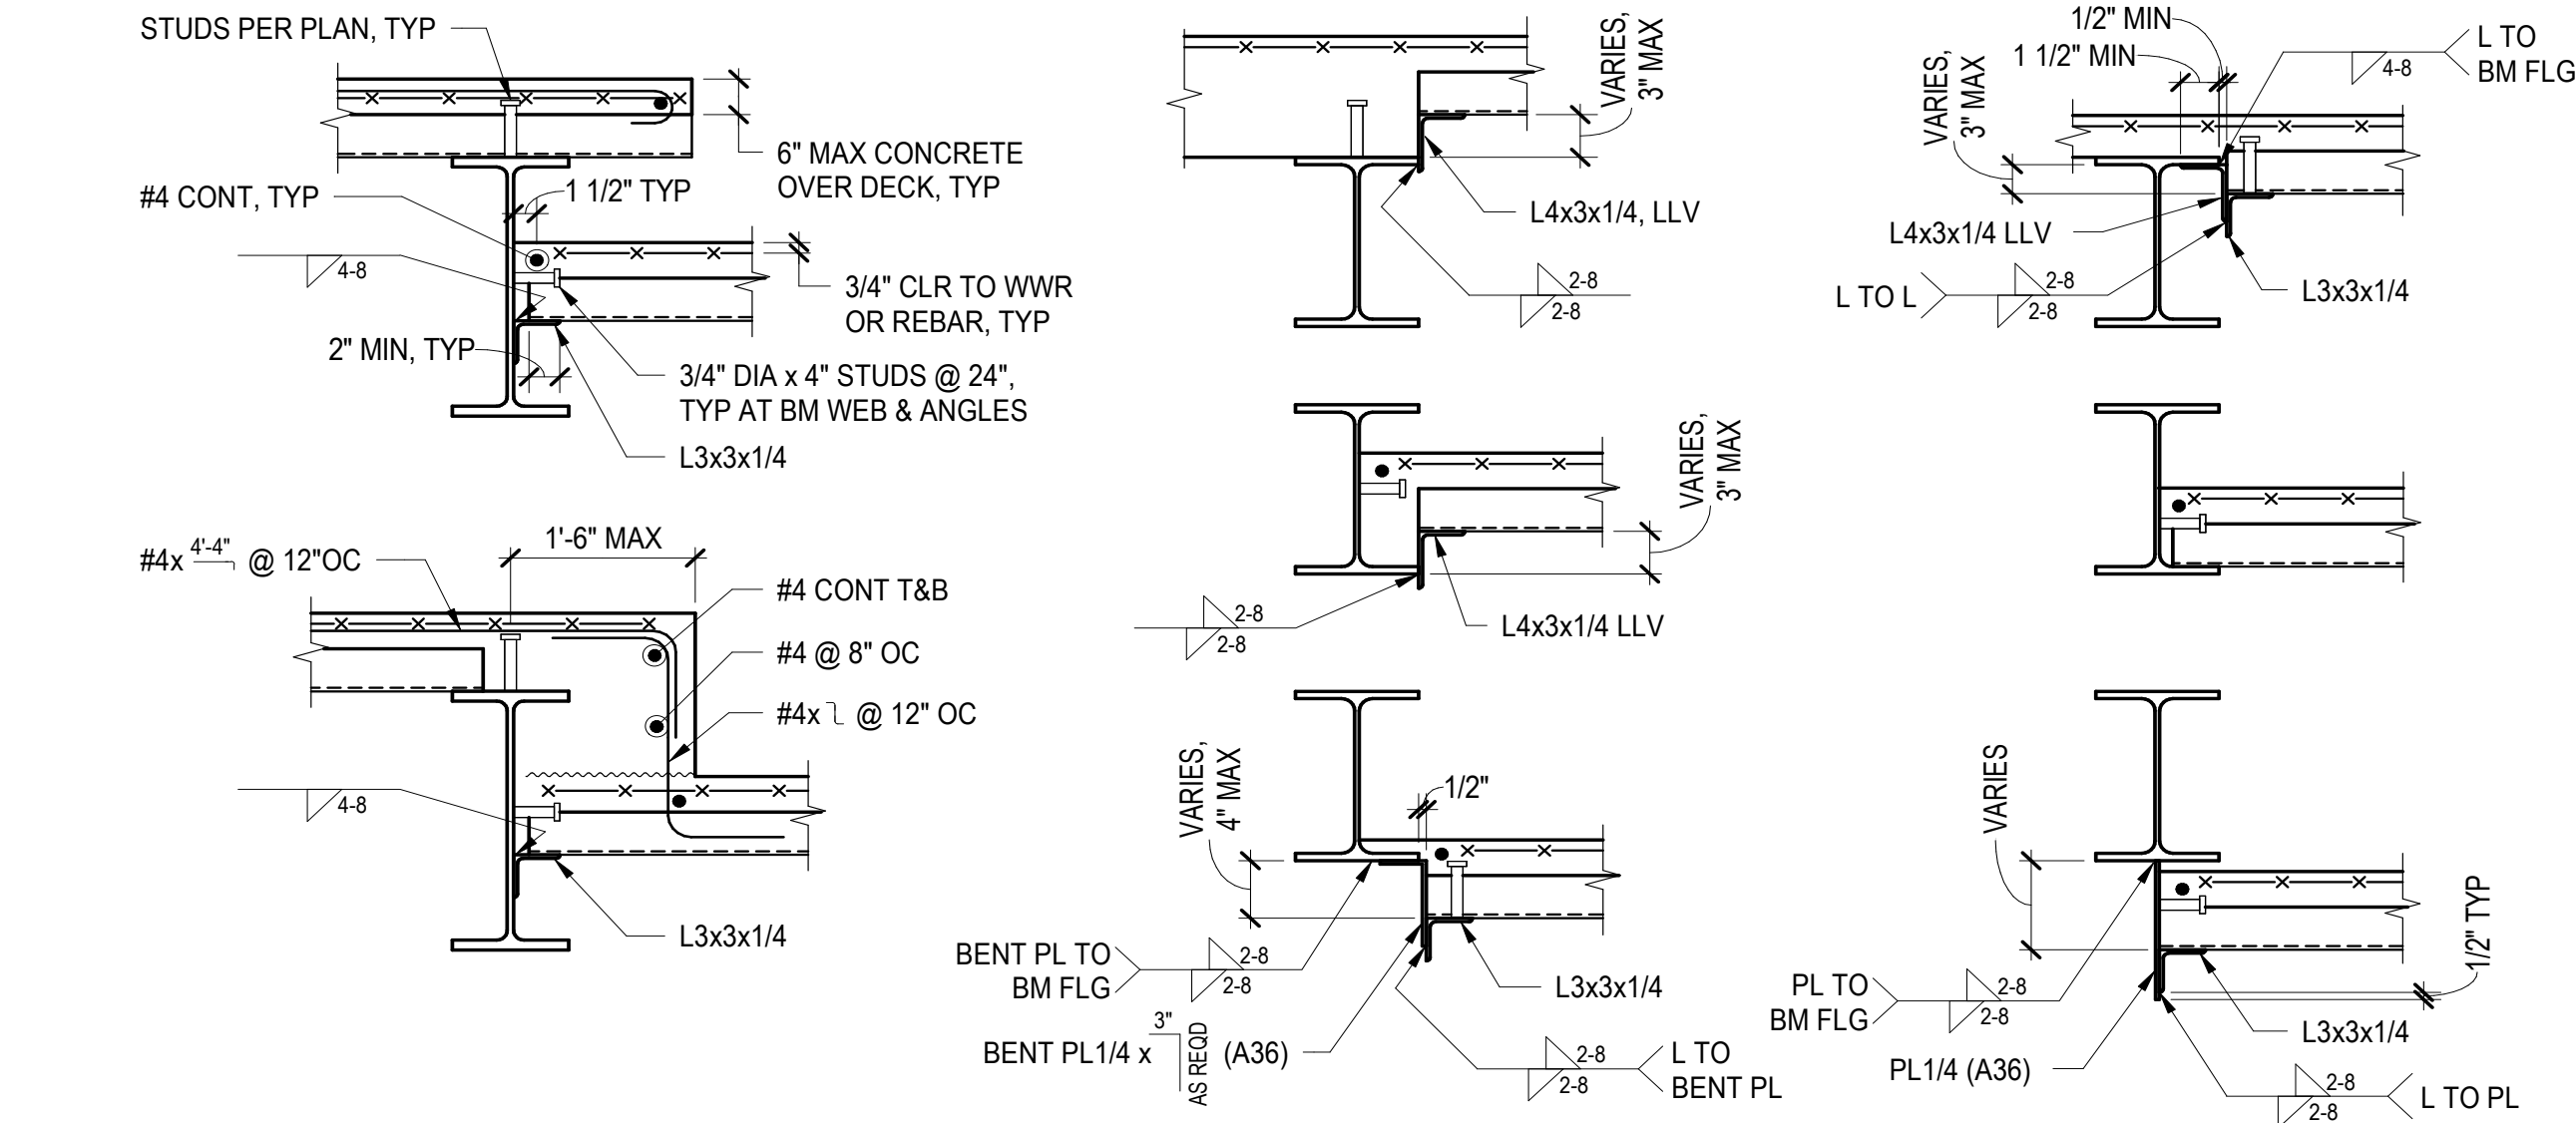 STUDS PER PLAN, TYP
6" MAX CONCRETE
OVER DECK, TYP
1 1/2" TYP
#4 CONT, TYP
4-8
3/4" CLR TO WWR
OR REBAR, TYP
2" MIN, TYP
3/4" DIA x 4" STUDS @ 24",
TYP AT BM WEB & ANGLES
L3x3x1/4
1'-6" MAX
#4x 4'-4" @ 12"OC
#4 CONT T&B
#4 @ 8" OC
#4x @ 12" OC
4-8
L3x3x1/4
VARIES,
3" MAX
L4x3x1/4, LLV
2-8
2-8
VARIES,
3" MAX
2-8
2-8
L4x3x1/4 LLV
VARIES,
4" MAX
1/2"
BENT PL TO
BM FLG
2-8
2-8
L3x3x1/4
BENT PL1/4 x 3" AS REQD (A36)
2-8
2-8
L TO
BENT PL
1/2" MIN
1 1/2" MIN
VARIES,
3" MAX
4-8
L TO
BM FLG
L4x3x1/4 LLV
L TO L
2-8
2-8
L3x3x1/4
VARIES
1/2" TYP
PL TO
BM FLG
2-8
2-8
L3x3x1/4
PL1/4 (A36)
2-8
2-8
L TO PL